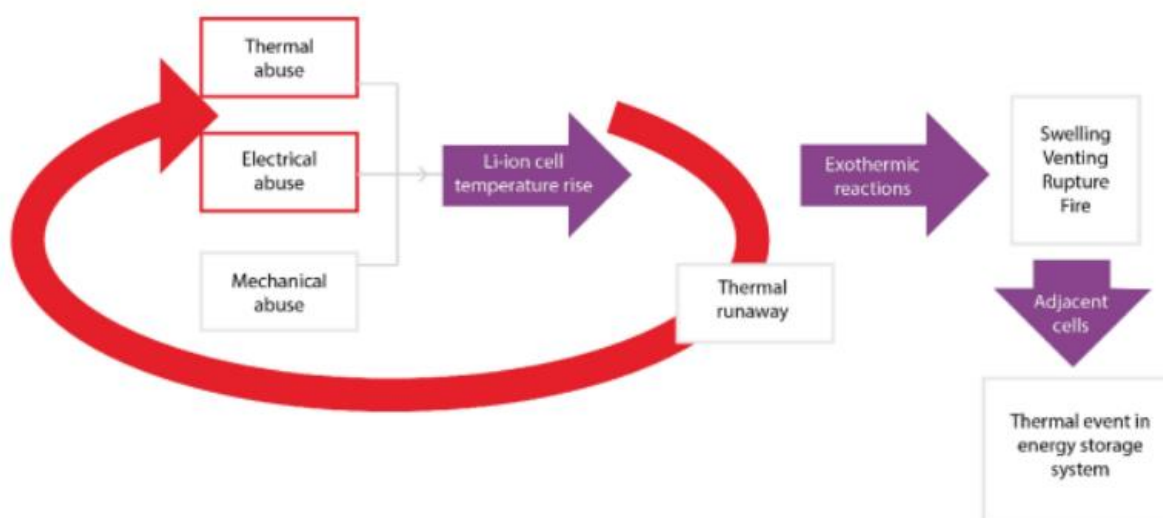 Thermal
abuse
Electrical
abuse
Mechanical
abuse
Li-ion cell
temperature rise
Thermal
runaway
Exothermic
reactions
Swelling
Venting
Rupture
Fire
Adjacent
cells
Thermal event in
energy storage
system